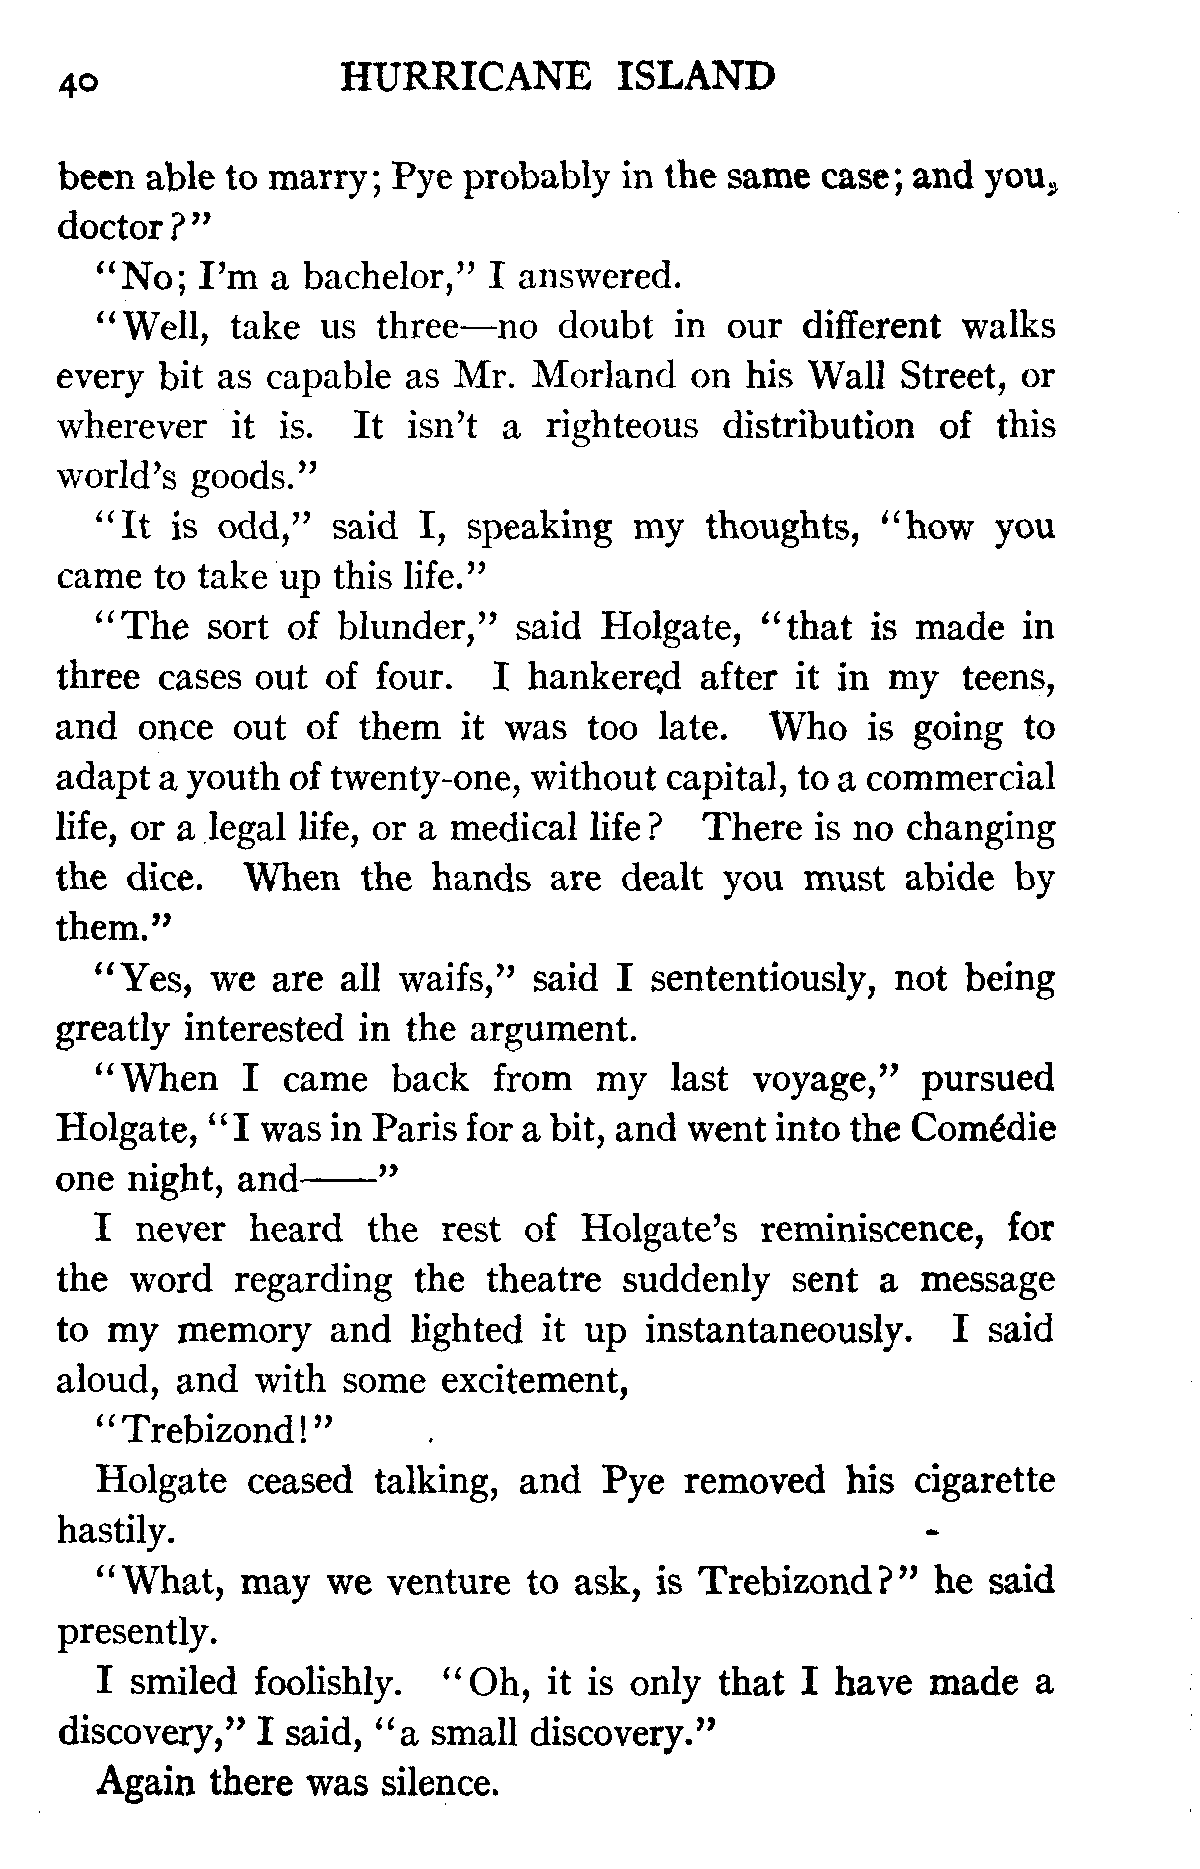 40 HURRICANE ISLAND
been able to marry; Pye probably in the same case; and you,
doctor?"
"No; I'm a bachelor," I answered.
"Well, take us three—no doubt in our different walks
every bit as capable as Mr. Morland on his Wall Street, or
wherever it is. It isn't a righteous distribution of this
world's goods."
"It is odd," said I, speaking my thoughts, "how you
came to take up this life."
"The sort of blunder," said Holgate, "that is made in
three cases out of four. I hankered after it in my teens,
and once out of them it was too late. Who is going to
adapt a youth of twenty-one, without capital, to a commercial
life, or a legal life, or a medical life? There is no changing
the dice. When the hands are dealt you must abide by
them."
"Yes, we are all waifs," said I sententiously, not being
greatly interested in the argument.
"When I came back from my last voyage," pursued
Holgate, "I was in Paris for a bit, and went into the Comédie
one night, and——"
I never heard the rest of Holgate's reminiscence, for
the word regarding the theatre suddenly sent a message
to my memory and lighted it up instantaneously. I said
aloud, and with some excitement,
"Trebizond!"
Holgate ceased talking, and Pye removed his cigarette
hastily.
"What, may we venture to ask, is Trebizond?" he said
presently.
I smiled foolishly. "Oh, it is only that I have made a
discovery," I said, "a small discovery."
Again there was silence.